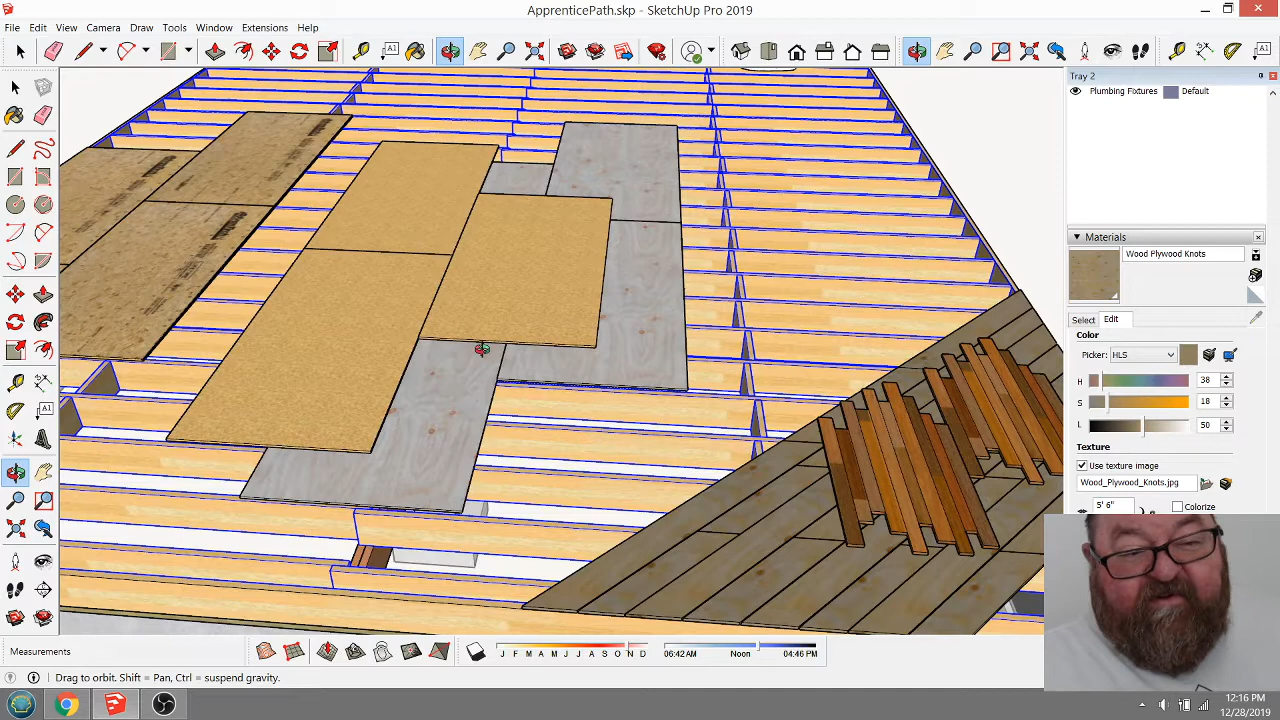 ApprenticePath.skp - SketchUp Pro 2019
File Edit View Camera Draw Tools Window Extensions Help
Tray 2
Plumbing Fixtures Default
Materials
Wood Plywood Knots
Select Edit
Color
Picker: HLS
H 38
S 18
L 50
Texture
Use texture image
Wood_Plywood_Knots.jpg
5' 6" Colorize
Measurements
J F M A M J J A S O N D
06:42 AM Noon 04:46 PM
Drag to orbit. Shift = Pan, Ctrl = suspend gravity.
12:16 PM
12/28/2019